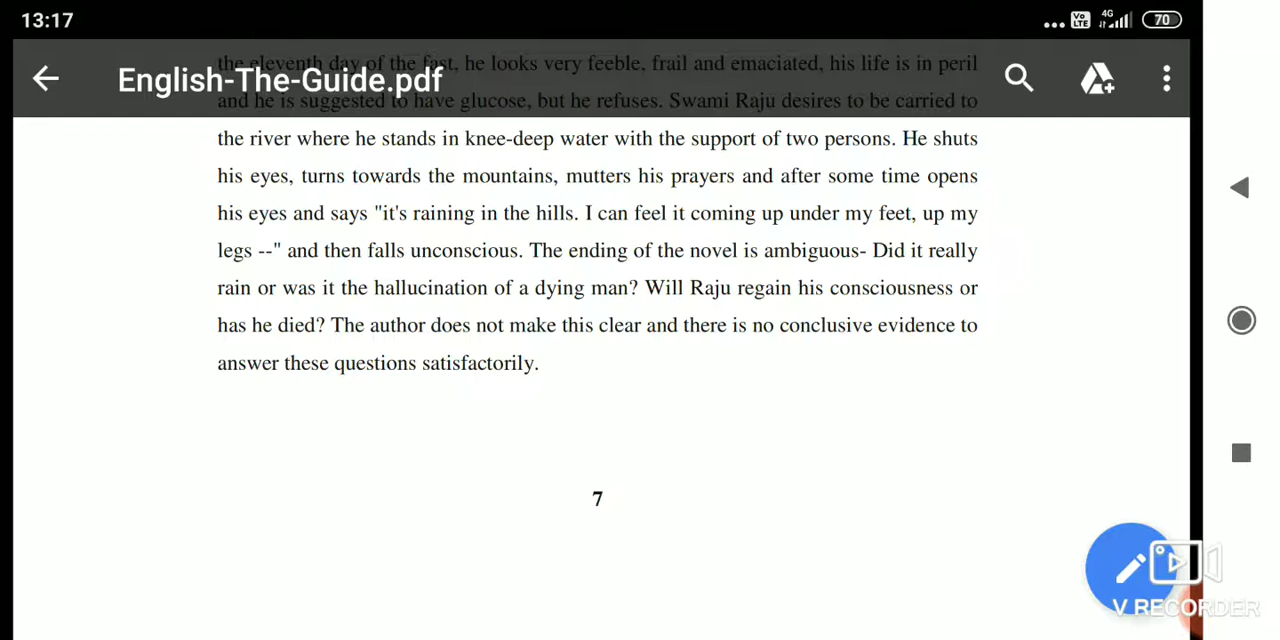 13:17
Vo LTE 4G 70
the eleventh day of the fast, he looks very feeble, frail and emaciated, his life is in peril
English-The-Guide.pdf
and he is suggested to have glucose, but he refuses. Swami Raju desires to be carried to
the river where he stands in knee-deep water with the support of two persons. He shuts
his eyes, turns towards the mountains, mutters his prayers and after some time opens
his eyes and says "it's raining in the hills. I can feel it coming up under my feet, up my
legs --" and then falls unconscious. The ending of the novel is ambiguous- Did it really
rain or was it the hallucination of a dying man? Will Raju regain his consciousness or
has he died? The author does not make this clear and there is no conclusive evidence to
answer these questions satisfactorily.
7
V RECORDER